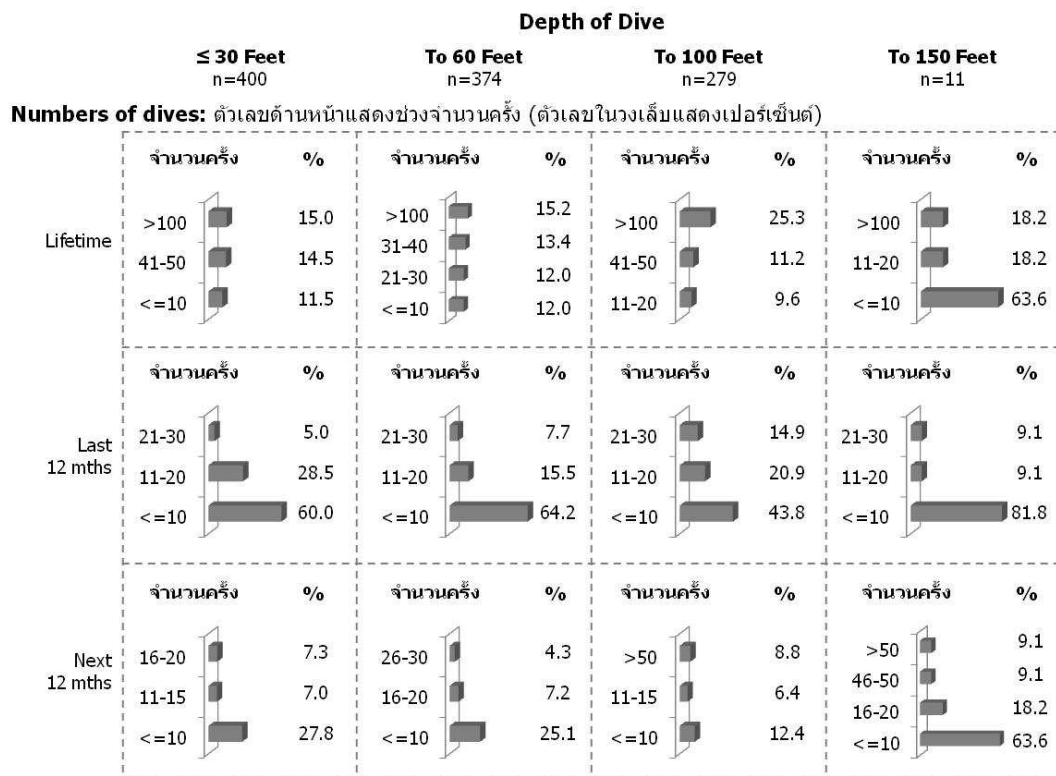 Depth of Dive
≤ 30 Feet To 60 Feet To 100 Feet To 150 Feet
n=400 n=374 n=279 n=11
Numbers of dives: ตัวเลขด้านหน้าแสดงช่วงจำนวนครั้ง (ตัวเลขในวงเล็บแสดงเปอร์เซ็นต์)
Lifetime
จำนวนครั้ง %
>100 15.0
41-50 14.5
<=10 11.5
จำนวนครั้ง %
>100 15.2
31-40 13.4
21-30 12.0
<=10 12.0
จำนวนครั้ง %
>100 25.3
41-50 11.2
11-20 9.6
จำนวนครั้ง %
>100 18.2
11-20 18.2
<=10 63.6
Last
12 mths
จำนวนครั้ง %
21-30 5.0
11-20 28.5
<=10 60.0
จำนวนครั้ง %
21-30 7.7
11-20 15.5
<=10 64.2
จำนวนครั้ง %
21-30 14.9
11-20 20.9
<=10 43.8
จำนวนครั้ง %
21-30 9.1
11-20 9.1
<=10 81.8
Next
12 mths
จำนวนครั้ง %
16-20 7.3
11-15 7.0
<=10 27.8
จำนวนครั้ง %
26-30 4.3
16-20 7.2
<=10 25.1
จำนวนครั้ง %
>50 8.8
11-15 6.4
<=10 12.4
จำนวนครั้ง %
>50 9.1
46-50 9.1
16-20 18.2
<=10 63.6